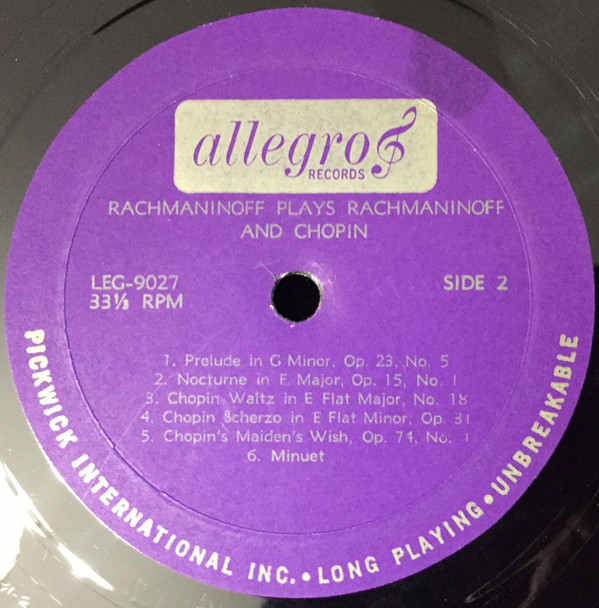 allegro
RECORDS
RACHMANINOFF PLAYS RACHMANINOFF
AND CHOPIN
LEG-9027
33⅓ RPM
SIDE 2
1. Prelude in G Minor, Op. 23, No. 5
2. Nocturne in F Major, Op. 15, No. 1
3. Chopin Waltz in E Flat Major, No. 18
4. Chopin Scherzo in E Flat Minor, Op. 31
5. Chopin's Maiden's Wish, Op. 74, No. 1
6. Minuet
PICKWICK INTERNATIONAL INC. • LONG PLAYING • UNBREAKABLE